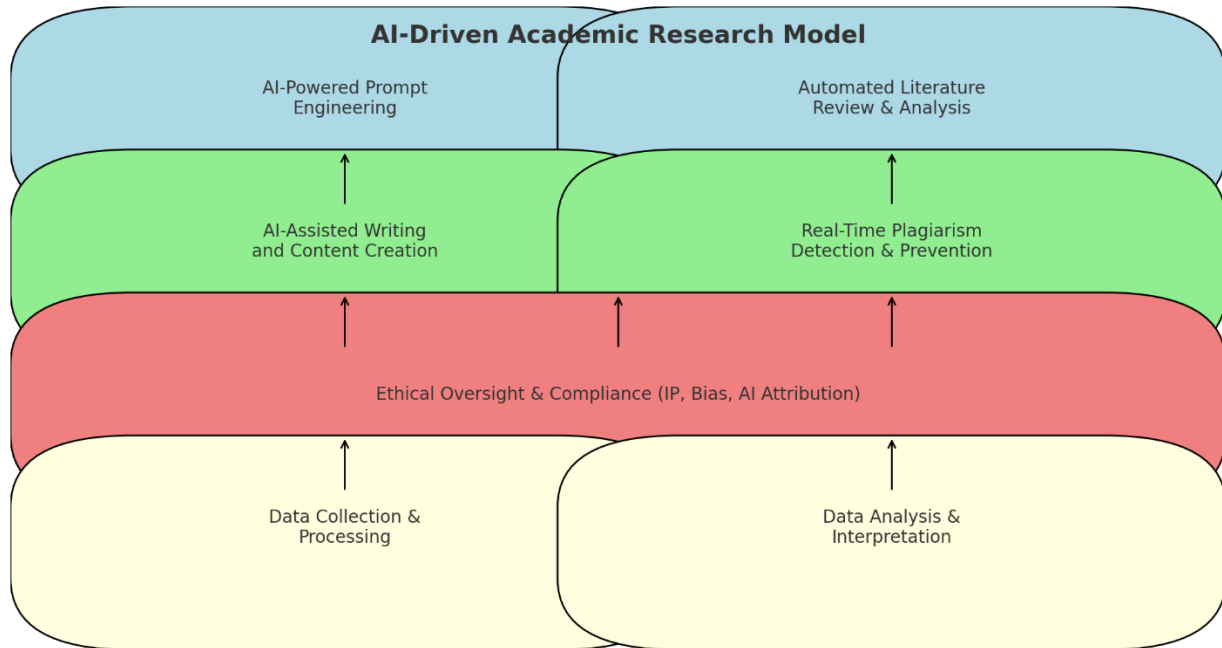 AI-Driven Academic Research Model
AI-Powered Prompt
Engineering
Automated Literature
Review & Analysis
AI-Assisted Writing
and Content Creation
Real-Time Plagiarism
Detection & Prevention
Ethical Oversight & Compliance (IP, Bias, AI Attribution)
Data Collection &
Processing
Data Analysis &
Interpretation